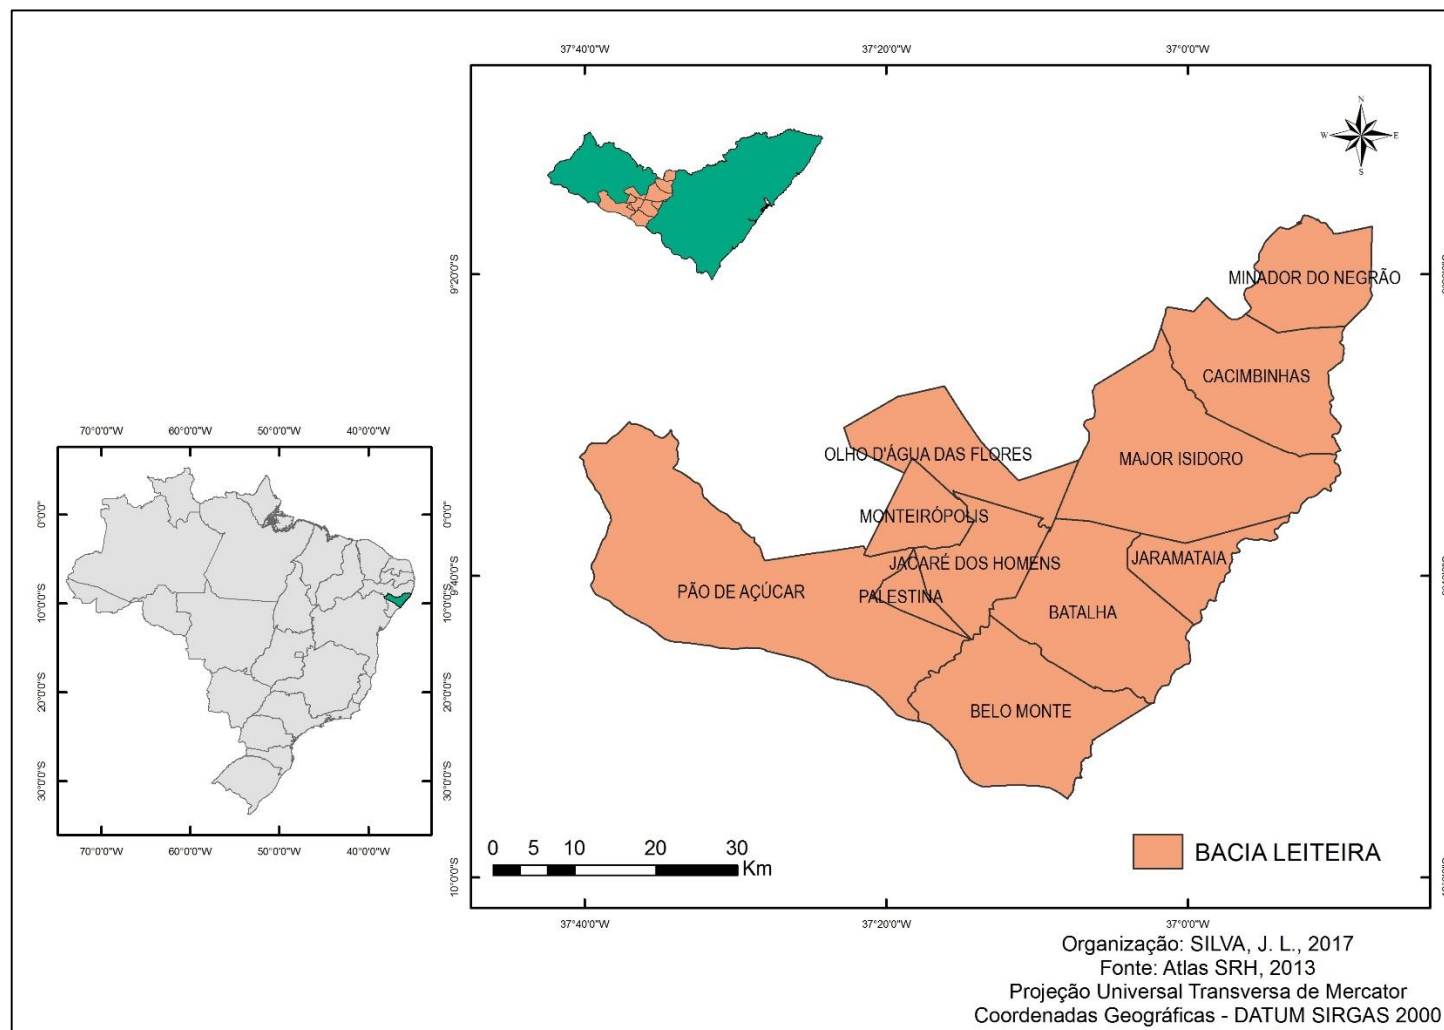 37°40'0"W 37°20'0"W 37°0'0"W
N
W E
S
9°20'0"S
MINADOR DO NEGRÃO
CACIMBINHAS
OLHO D'ÁGUA DAS FLORES
MAJOR ISIDORO
MONTEIRÓPOLIS
JACARÉ DOS HOMENS
JARAMATAIA
PÃO DE AÇÚCAR
PALESTINA
BATALHA
BELO MONTE
9°40'0"S
10°0'0"S
70°0'0"W 60°0'0"W 50°0'0"W 40°0'0"W
0°0'0" 0°0'0"
10°0'0"S 10°0'0"S
20°0'0"S 20°0'0"S
30°0'0"S 30°0'0"S
70°0'0"W 60°0'0"W 50°0'0"W 40°0'0"W
0 5 10 20 30
Km
BACIA LEITEIRA
37°40'0"W 37°20'0"W 37°0'0"W
Organização: SILVA, J. L., 2017
Fonte: Atlas SRH, 2013
Projeção Universal Transversa de Mercator
Coordenadas Geográficas - DATUM SIRGAS 2000